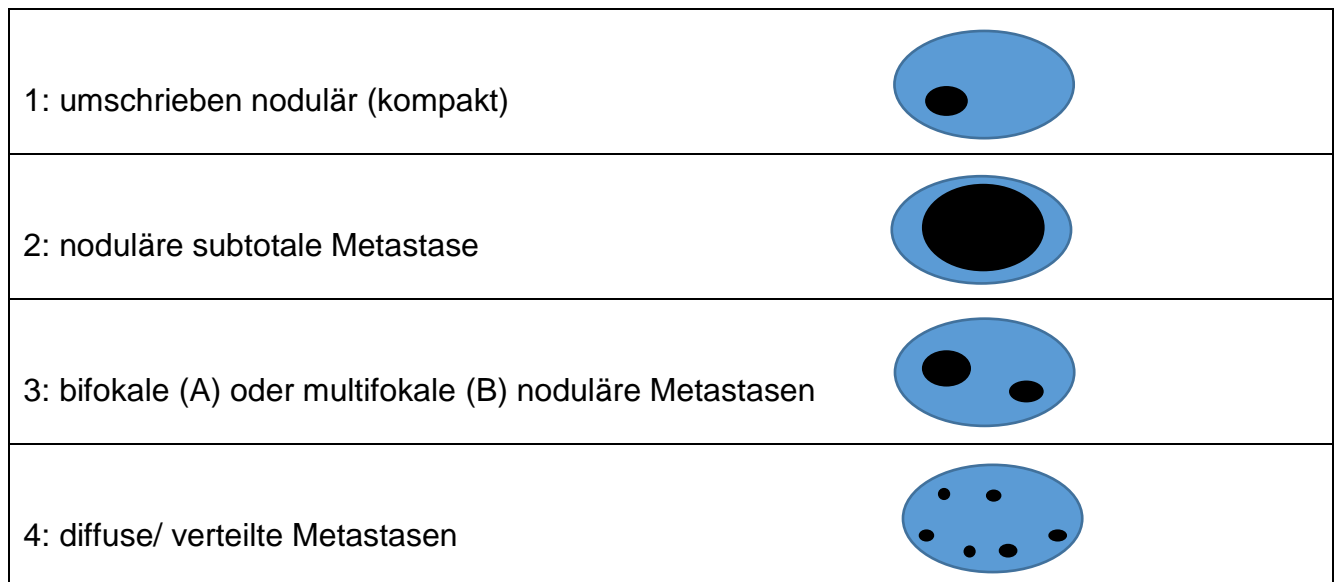 1: umschrieben nodulär (kompakt)
2: noduläre subtotale Metastase
3: bifokale (A) oder multifokale (B) noduläre Metastasen
4: diffuse/ verteilte Metastasen